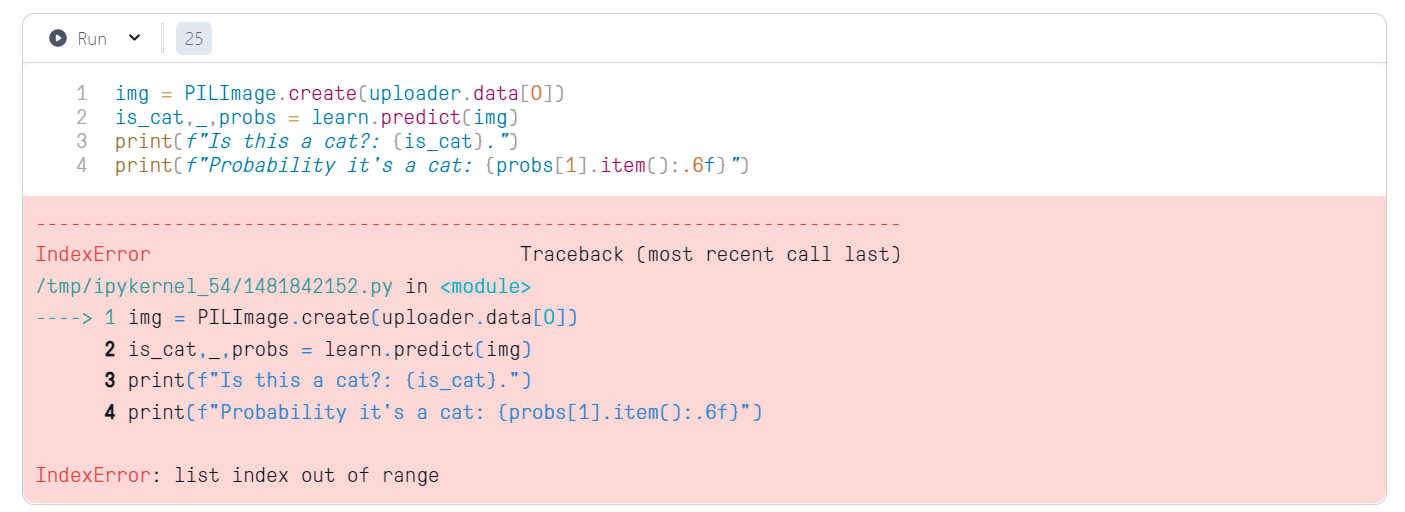 Run 25
1 img = PILImage.create(uploader.data[0])
2 is_cat,_,probs = learn.predict(img)
3 print(f"Is this a cat?: {is_cat}.")
4 print(f"Probability it's a cat: {probs[1].item():.6f}")
---------------------------------------------------------------------------
IndexError Traceback (most recent call last)
/tmp/ipykernel_54/1481842152.py in <module>
----> 1 img = PILImage.create(uploader.data[0])
2 is_cat,_,probs = learn.predict(img)
3 print(f"Is this a cat?: {is_cat}.")
4 print(f"Probability it's a cat: {probs[1].item():.6f}")
IndexError: list index out of range